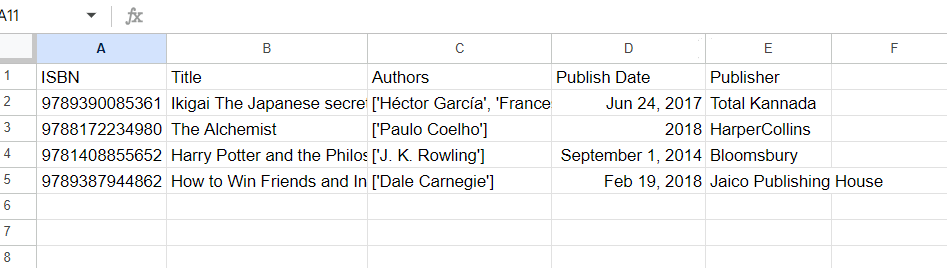 A11 fx
A B C D E F
1 ISBN Title Authors Publish Date Publisher
2 9789390085361 Ikigai The Japanese secre ['Héctor García', 'France Jun 24, 2017 Total Kannada
3 9788172234980 The Alchemist ['Paulo Coelho'] 2018 HarperCollins
4 9781408855652 Harry Potter and the Philos ['J. K. Rowling'] September 1, 2014 Bloomsbury
5 9789387944862 How to Win Friends and In ['Dale Carnegie'] Feb 19, 2018 Jaico Publishing House
6
7
8